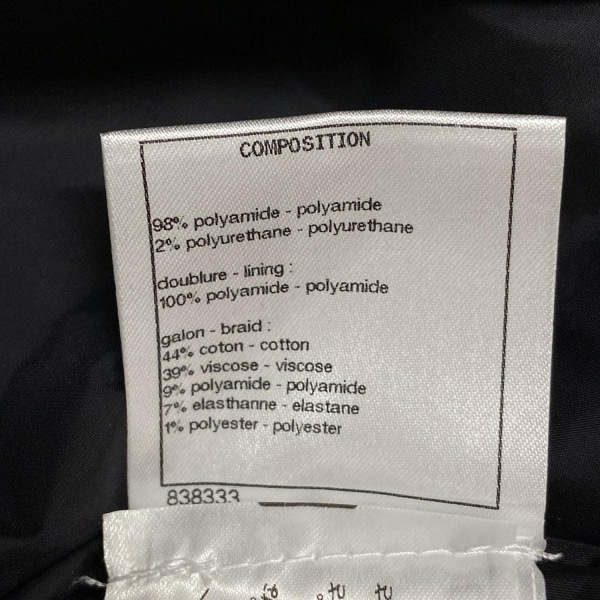 COMPOSITION
98% polyamide - polyamide
2% polyurethane - polyurethane
doublure - lining :
100% polyamide - polyamide
galon - braid :
44% coton - cotton
39% viscose - viscose
9% polyamide - polyamide
7% elasthanne - elastane
1% polyester - polyester
838333